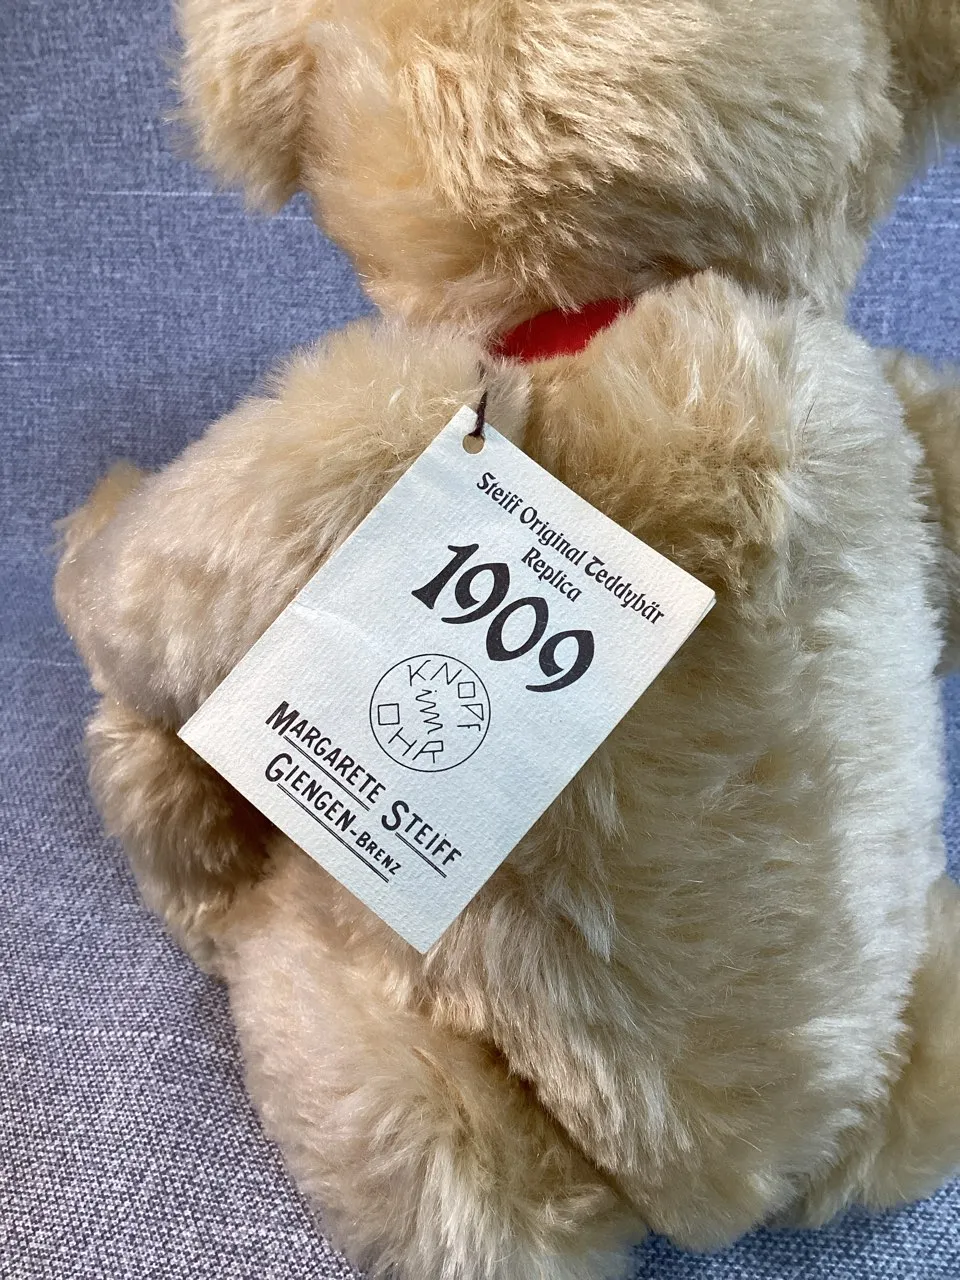 Steiff Original Teddybär
Replica
1909
KNOPF
im
OHR
MARGARETE STEIFF
GIENGEN-BRENZ